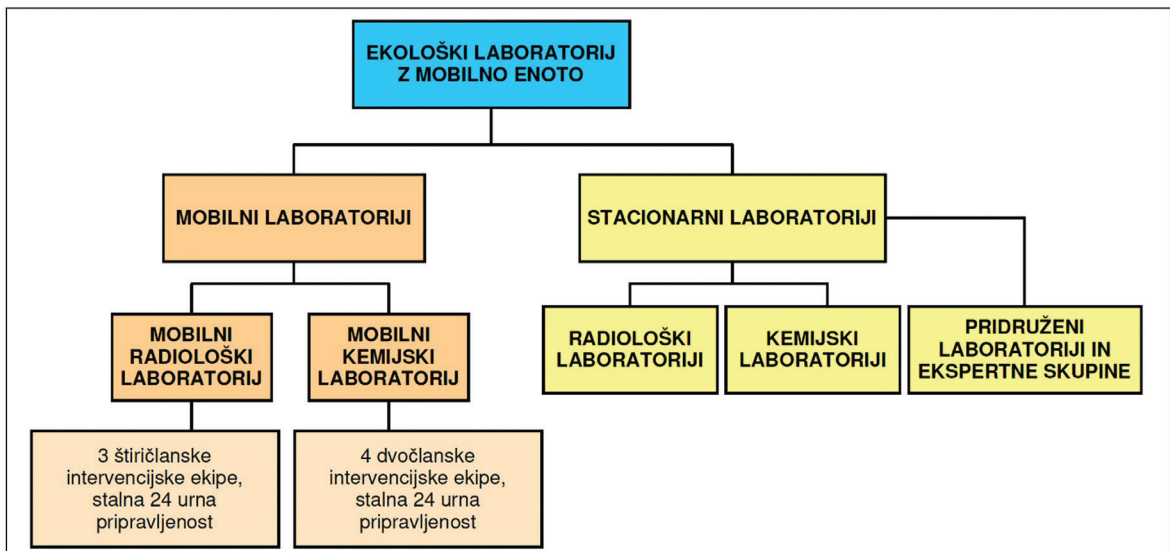 EKOLOŠKI LABORATORIJ
Z MOBILNO ENOTO
MOBILNI LABORATORIJI
STACIONARNI LABORATORIJI
MOBILNI
RADIOLOŠKI
LABORATORIJ
MOBILNI
KEMIJSKI
LABORATORIJ
RADIOLOŠKI
LABORATORIJI
KEMIJSKI
LABORATORIJI
PRIDRUŽENI
LABORATORIJI IN
EKSPERTNE SKUPINE
3 štiričlanske
intervencijske ekipe,
stalna 24 urna
pripravljenost
4 dvočlanske
intervencijske ekipe,
stalna 24 urna
pripravljenost